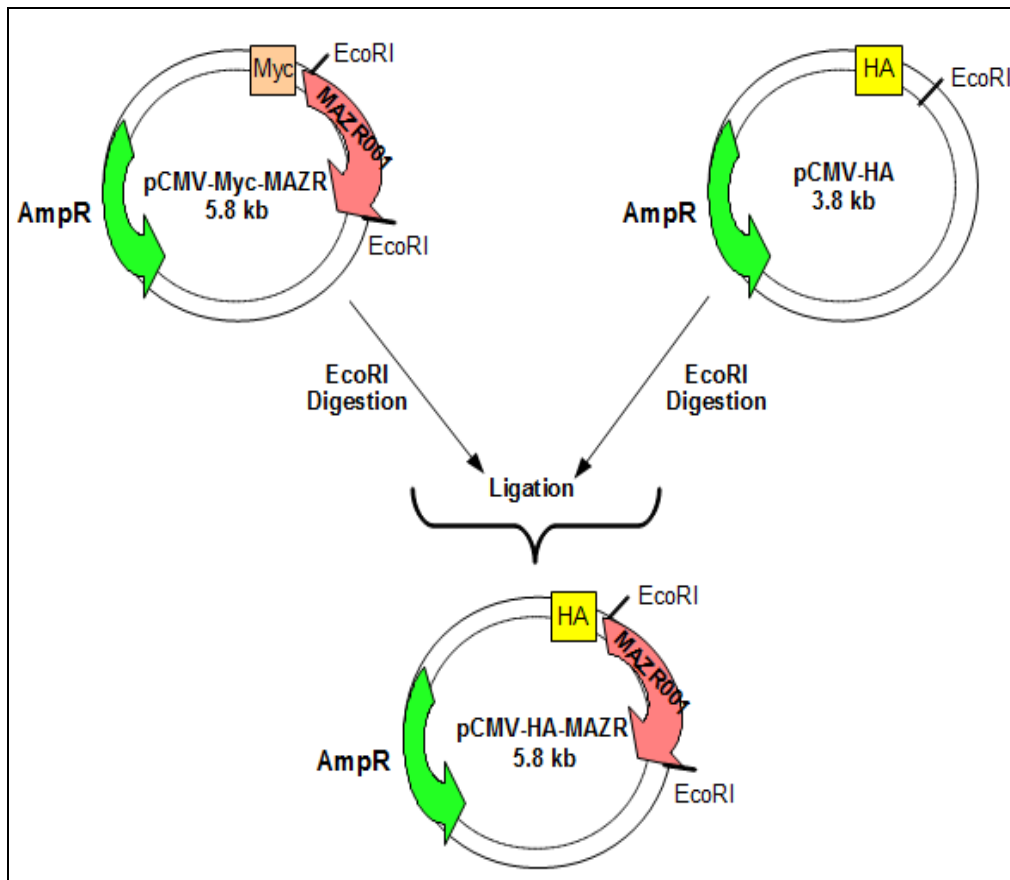 Myc
EcoRI
MAZR001
pCMV-Myc-MAZR
5.8 kb
AmpR
EcoRI
HA
EcoRI
pCMV-HA
3.8 kb
AmpR
EcoRI
Digestion
EcoRI
Digestion
Ligation
HA
EcoRI
MAZR001
pCMV-HA-MAZR
5.8 kb
AmpR
EcoRI